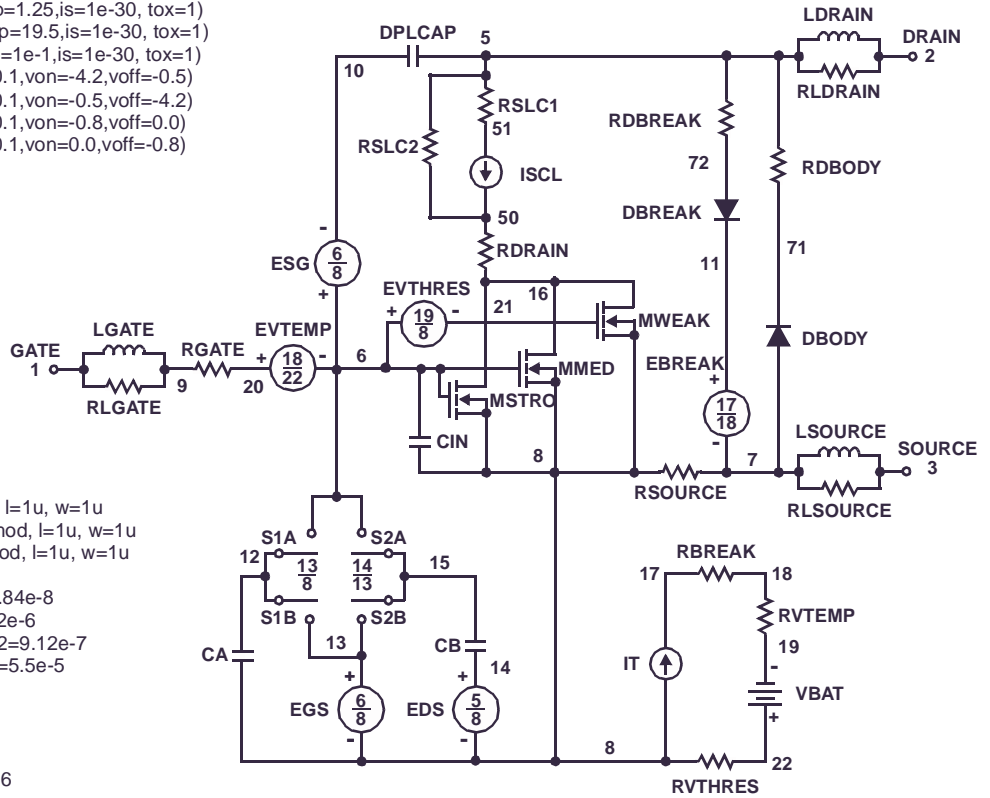 o=1.25,is=1e-30, tox=1)
p=19.5,is=1e-30, tox=1)
=1e-1,is=1e-30, tox=1)
0.1,von=-4.2,voff=-0.5)
0.1,von=-0.5,voff=-4.2)
0.1,von=-0.8,voff=0.0)
0.1,von=0.0,voff=-0.8)
LDRAIN
DPLCAP 5 DRAIN
10 2
RSLC1 RLDRAIN
RDBREAK
51
RSLC2
72 RDBODY
ISCL
DBREAK
50
- RDRAIN 71
ESG 6/8 11
+ EVTHRES 16
+ 19/8 - 21 MWEAK
LGATE EVTEMP
GATE RGATE + 18/22 - 6 MMED EBREAK DBODY
1 +
9 20 MSTRO 17/18
RLGATE -
CIN LSOURCE
8 7 SOURCE
3
RSOURCE
RLSOURCE
l=1u, w=1u
mod, l=1u, w=1u
od, l=1u, w=1u
S1A S2A RBREAK
12 13/8 14/13 15 17 18
.84e-8
2e-6
2=9.12e-7
=5.5e-5
S1B S2B RVTEMP
13 CB 19
CA 14 IT -
+ + VBAT
EGS 6/8 EDS 5/8 +
- - 8 22
RVTHRES
6